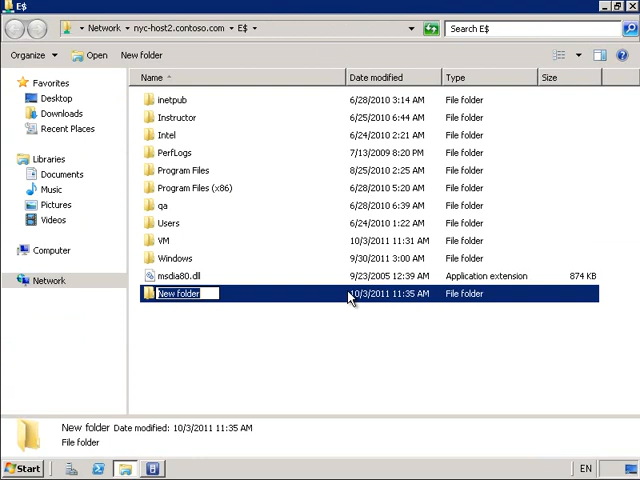 E$
Network nyc-host2.contoso.com E$
Search E$
Organize Open New folder
Name Date modified Type Size
Favorites
Desktop
Downloads
Recent Places
Libraries
Documents
Music
Pictures
Videos
Computer
Network
inetpub 6/28/2010 3:14 AM File folder
Instructor 6/25/2010 6:44 AM File folder
Intel 6/24/2010 2:21 AM File folder
PerfLogs 7/13/2009 8:20 PM File folder
Program Files 8/25/2010 2:25 AM File folder
Program Files (x86) 6/28/2010 5:20 AM File folder
qa 6/28/2010 6:39 AM File folder
Users 6/24/2010 1:22 AM File folder
VM 10/3/2011 11:31 AM File folder
Windows 9/30/2011 3:00 AM File folder
msdia80.dll 9/23/2005 12:39 AM Application extension 874 KB
New folder 10/3/2011 11:35 AM File folder
New folder Date modified: 10/3/2011 11:35 AM
File folder
Start EN